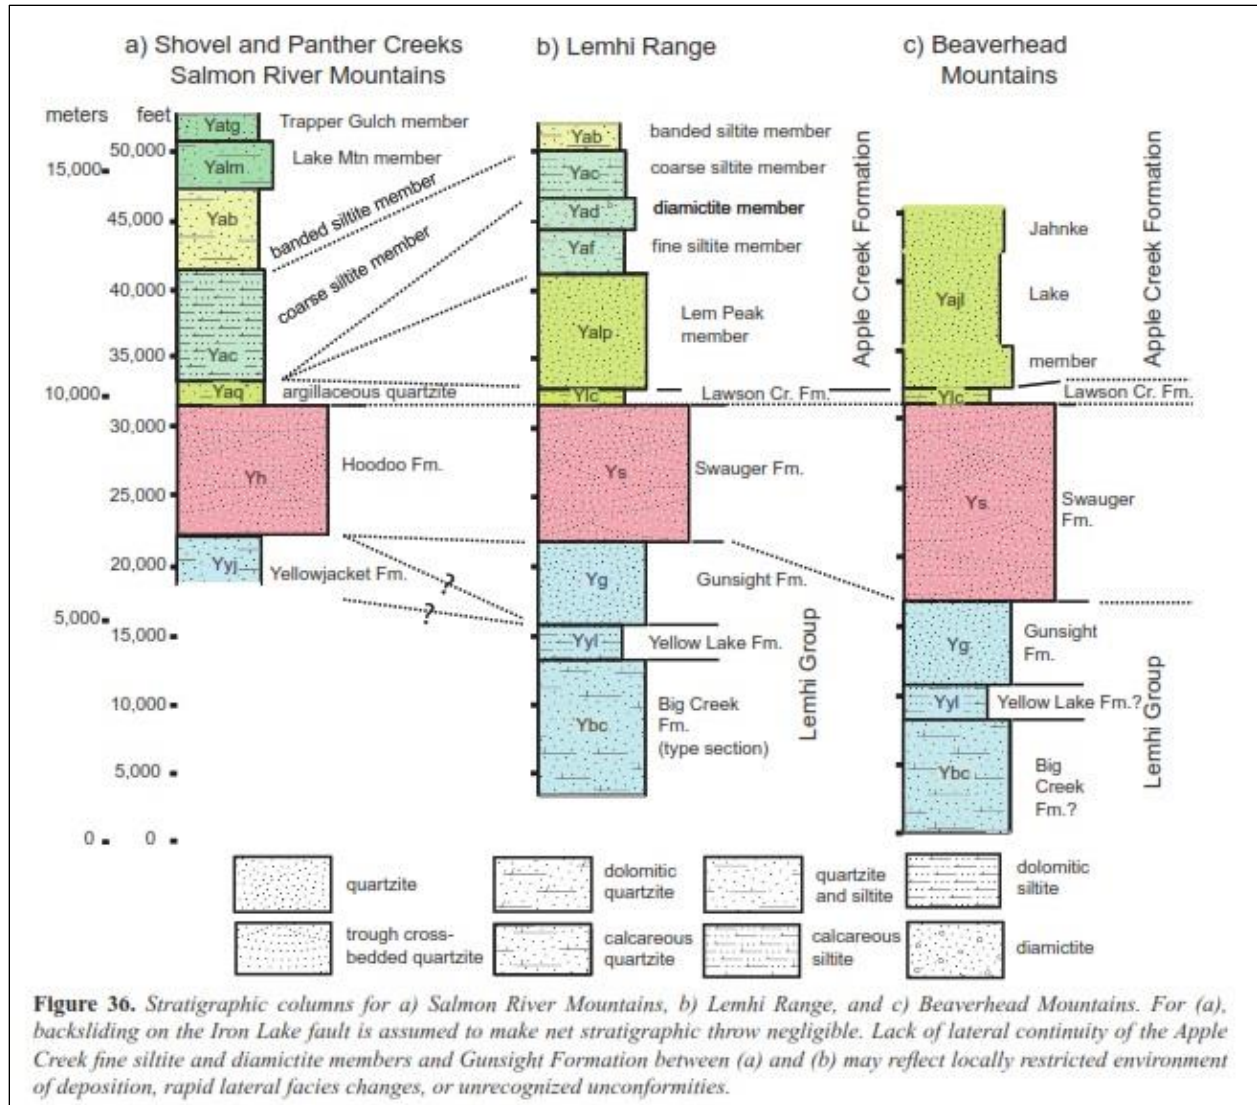 a) Shovel and Panther Creeks
Salmon River Mountains
b) Lemhi Range
c) Beaverhead
Mountains
meters feet
50,000
15,000
45,000
40,000
35,000
10,000
30,000
25,000
20,000
5,000
15,000
10,000
5,000
0 0
Yatg
Trapper Gulch member
Yalm
Lake Mtn member
Yab
Yac
Yaq
argillaceous quartzite
Yh
Hoodoo Fm.
Yyj
Yellowjacket Fm.
banded siltite member
coarse siltite member
?
?
Yab
banded siltite member
Yac
coarse siltite member
Yad
diamictite member
Yaf
fine siltite member
Yalp
Lem Peak
member
Ylc
Lawson Cr. Fm.
Ys
Swauger Fm.
Yg
Gunsight Fm.
Yyl
Yellow Lake Fm.
Ybc
Big Creek
Fm.
(type section)
Apple Creek Formation
Lemhi Group
Jahnke
Yajl
Lake
member
Ylc
Lawson Cr. Fm.
Ys
Swauger
Fm.
Yg
Gunsight
Fm.
Yyl
Yellow Lake Fm.?
Ybc
Big
Creek
Fm.?
Apple Creek Formation
Lemhi Group
quartzite
dolomitic
quartzite
quartzite
and siltite
dolomitic
siltite
trough cross-
bedded quartzite
calcareous
quartzite
calcareous
siltite
diamictite
Figure 36. Stratigraphic columns for a) Salmon River Mountains, b) Lemhi Range, and c) Beaverhead Mountains. For (a),
backsliding on the Iron Lake fault is assumed to make net stratigraphic throw negligible. Lack of lateral continuity of the Apple
Creek fine siltite and diamictite members and Gunsight Formation between (a) and (b) may reflect locally restricted environment
of deposition, rapid lateral facies changes, or unrecognized unconformities.